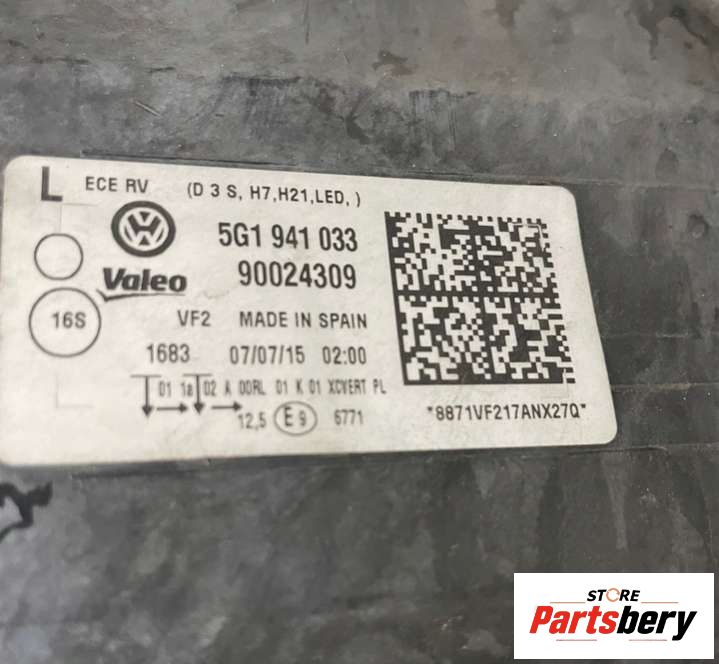 L ECE RV (D 3 S, H7,H21,LED, )
5G1 941 033
Valeo 90024309
16S VF2 MADE IN SPAIN
1683 07/07/15 02:00
01 1a 02 A 00RL 01 K 01 XCVERT PL
12,5 E9 6771
*8871VF217ANX27Q*
STORE
Partsbery